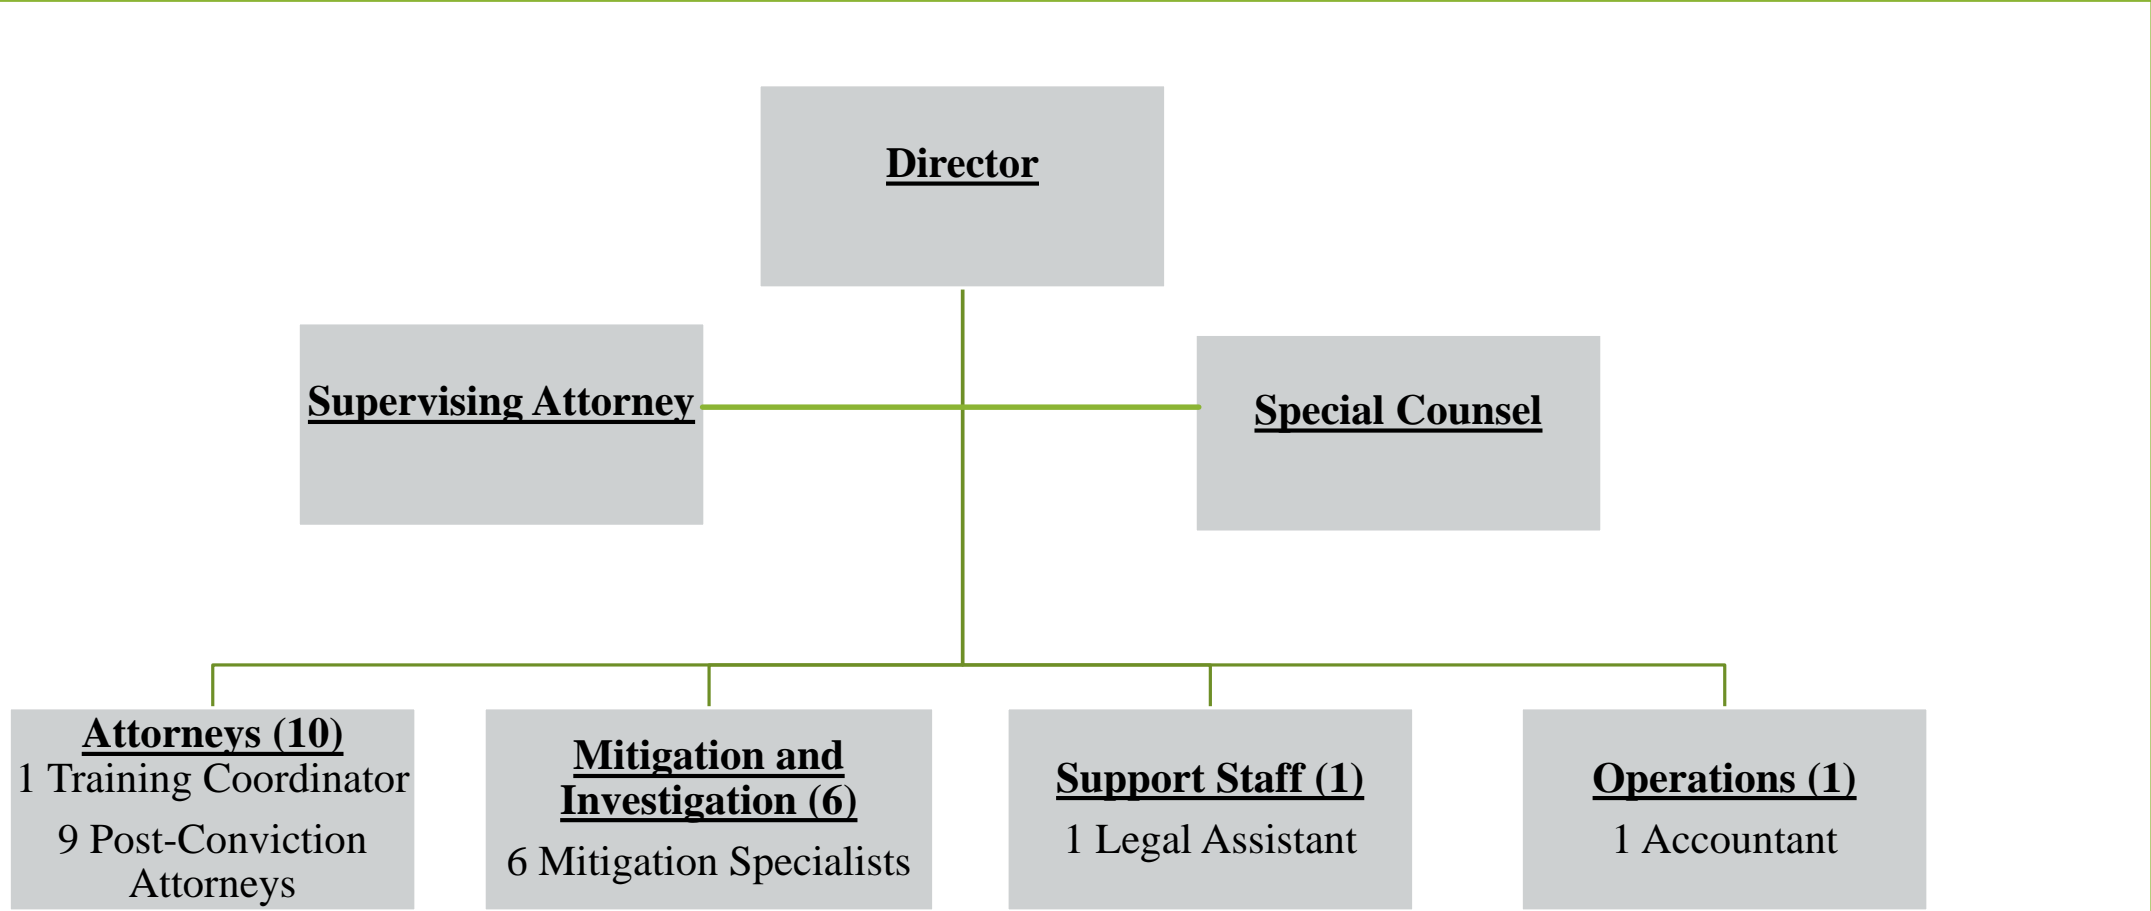 Director
Supervising Attorney
Special Counsel
Attorneys (10)
1 Training Coordinator
9 Post-Conviction
Attorneys
Mitigation and
Investigation (6)
6 Mitigation Specialists
Support Staff (1)
1 Legal Assistant
Operations (1)
1 Accountant